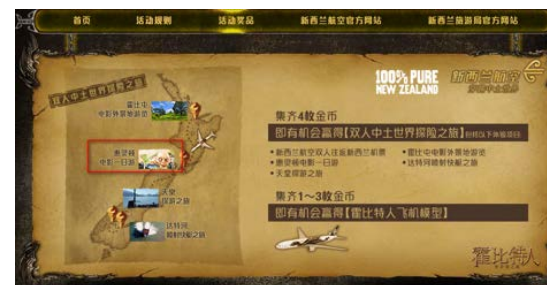 首页 活动规则 活动奖品 新西兰航空官方网站 新西兰旅游局官方网站
双人中土世界探险之旅
霍比屯
电影外景地游览
惠灵顿
电影一日游
天堂
探游之旅
达特河
喷射快艇之旅
100% PURE
NEW ZEALAND
新西兰航空
集齐4枚金币
即有机会赢得【双人中土世界探险之旅】
•新西兰航空双人往返新西兰机票
•霍比屯电影外景地游览
•惠灵顿电影一日游
•达特河喷射快艇之旅
•天堂探游之旅
集齐1～3枚金币
即有机会赢得【霍比特人飞机模型】
霍比特人